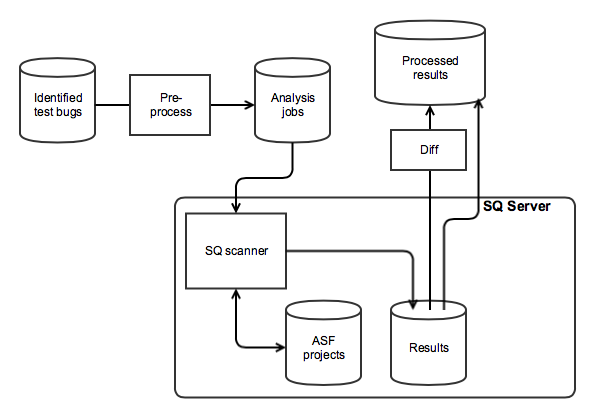 Processed
results
Identified
test bugs
Pre-
process
Analysis
jobs
Diff
SQ Server
SQ scanner
ASF
projects
Results